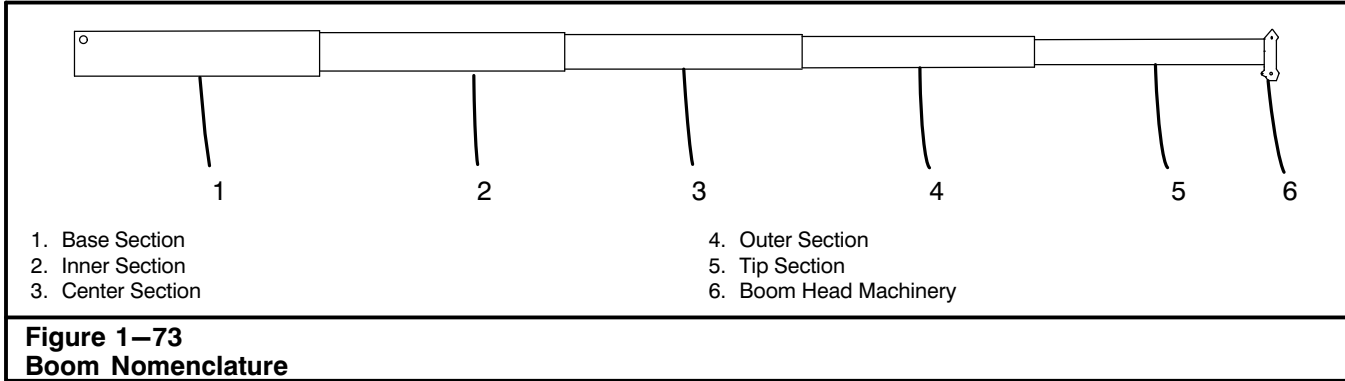 1 2 3 4 5 6
1. Base Section
2. Inner Section
3. Center Section
4. Outer Section
5. Tip Section
6. Boom Head Machinery
Figure 1—73
Boom Nomenclature